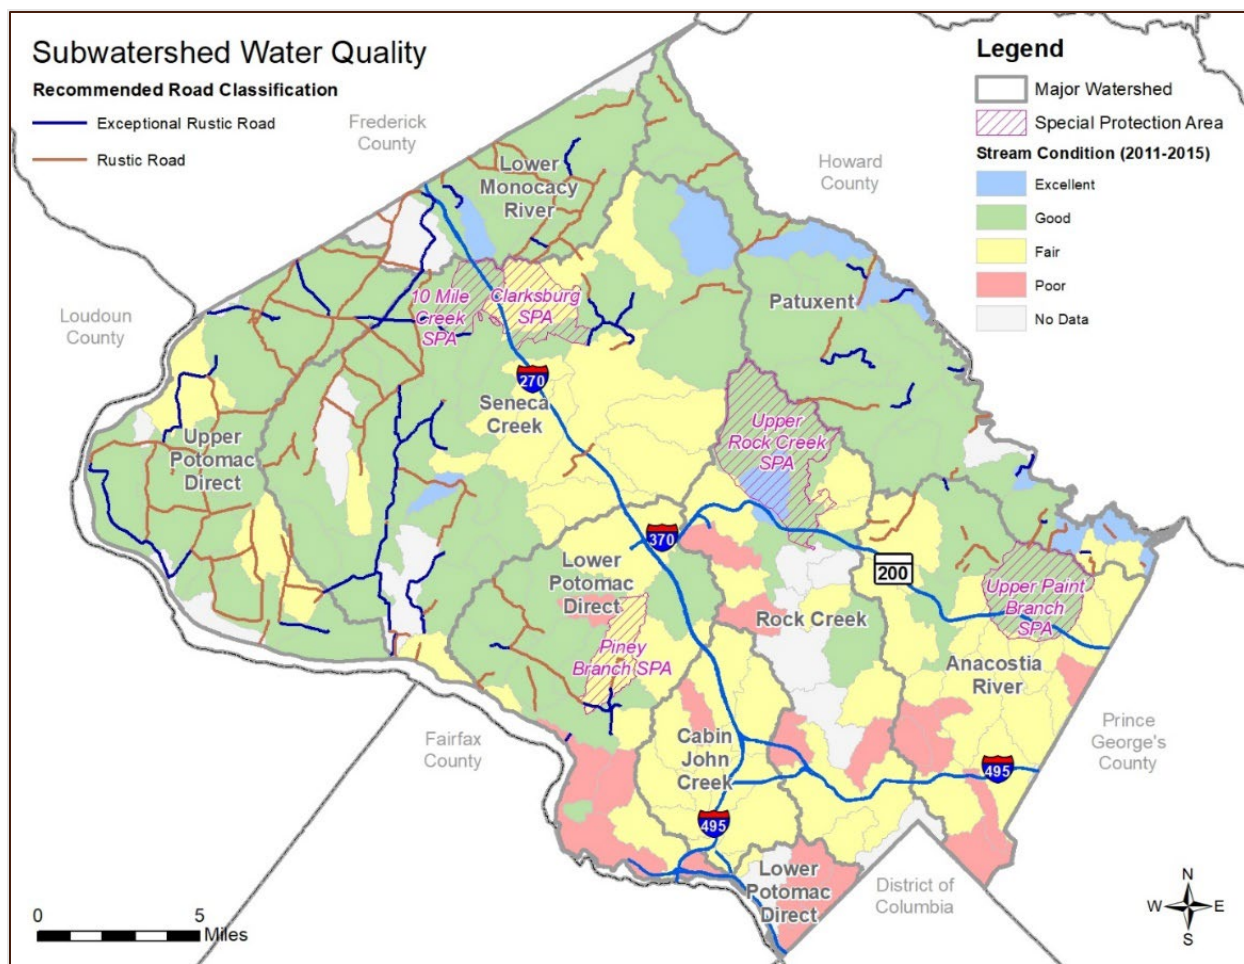 Subwatershed Water Quality
Recommended Road Classification
Exceptional Rustic Road
Rustic Road
Legend
Major Watershed
Special Protection Area
Stream Condition (2011-2015)
Excellent
Good
Fair
Poor
No Data
Frederick
County
Howard
County
Loudoun
County
Fairfax
County
Prince
George's
County
District of
Columbia
Lower
Monocacy
River
10 Mile
Creek
SPA
Clarksburg
SPA
Patuxent
270
Seneca
Creek
Upper
Potomac
Direct
Upper
Rock Creek
SPA
370
200
Lower
Potomac
Direct
Rock Creek
Upper Paint
Branch
SPA
Piney
Branch SPA
Anacostia
River
Cabin
John
Creek
495
495
Lower
Potomac
Direct
0 5
Miles
N
W E
S